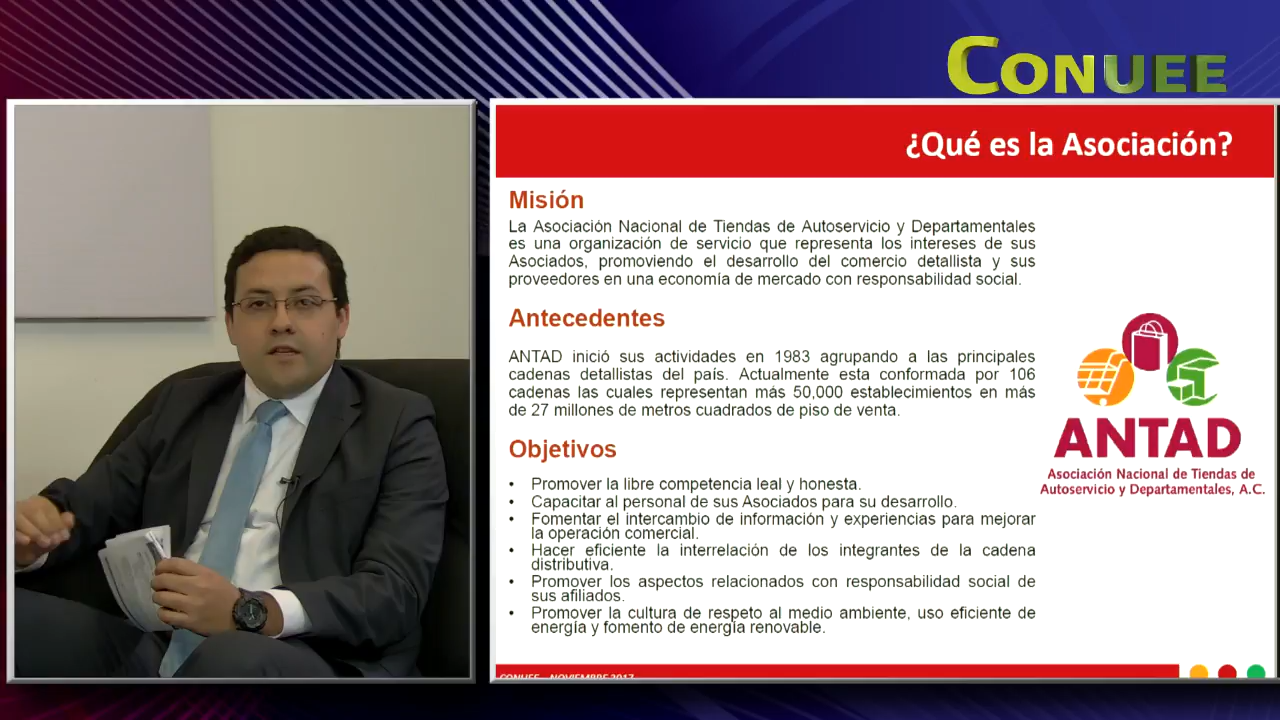 CONUEE
¿Qué es la Asociación?
Misión
La Asociación Nacional de Tiendas de Autoservicio y Departamentales
es una organización de servicio que representa los intereses de sus
Asociados, promoviendo el desarrollo del comercio detallista y sus
proveedores en una economía de mercado con responsabilidad social.
Antecedentes
ANTAD inició sus actividades en 1983 agrupando a las principales
cadenas detallistas del país. Actualmente esta conformada por 106
cadenas las cuales representan más 50,000 establecimientos en más
de 27 millones de metros cuadrados de piso de venta.
Objetivos
• Promover la libre competencia leal y honesta.
• Capacitar al personal de sus Asociados para su desarrollo.
• Fomentar el intercambio de información y experiencias para mejorar
la operación comercial.
• Hacer eficiente la interrelación de los integrantes de la cadena
distributiva.
• Promover los aspectos relacionados con responsabilidad social de
sus afiliados.
• Promover la cultura de respeto al medio ambiente, uso eficiente de
energía y fomento de energía renovable.
ANTAD
Asociación Nacional de Tiendas de
Autoservicio y Departamentales, A.C.
CONUEE - NOVIEMBRE 2017